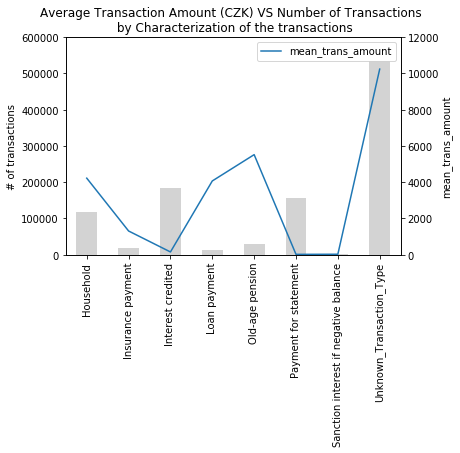 Average Transaction Amount (CZK) VS Number of Transactions
by Characterization of the transactions
mean_trans_amount
600000
500000
400000
300000
200000
100000
0
# of transactions
12000
10000
8000
6000
4000
2000
0
mean_trans_amount
Household
Insurance payment
Interest credited
Loan payment
Old-age pension
Payment for statement
Sanction interest if negative balance
Unknown_Transaction_Type